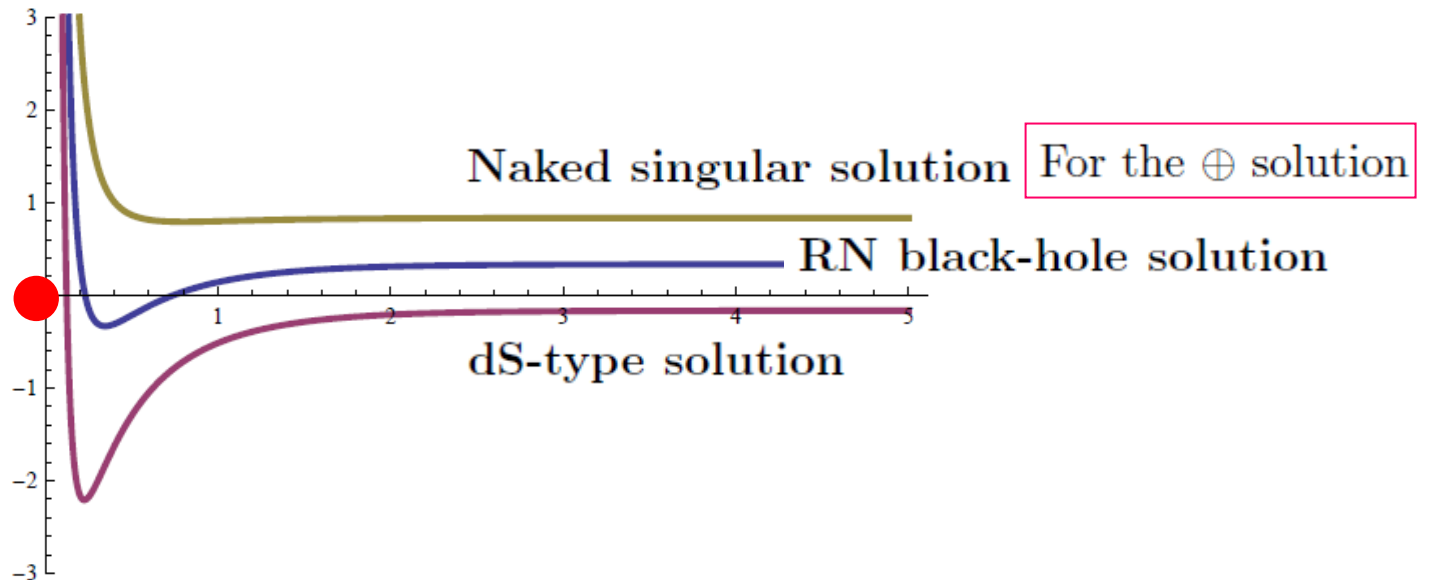 3
2
Naked singular solution For the ⊕ solution
1
RN black-hole solution
1 2 3 4 5
dS-type solution
−1
−2
−3